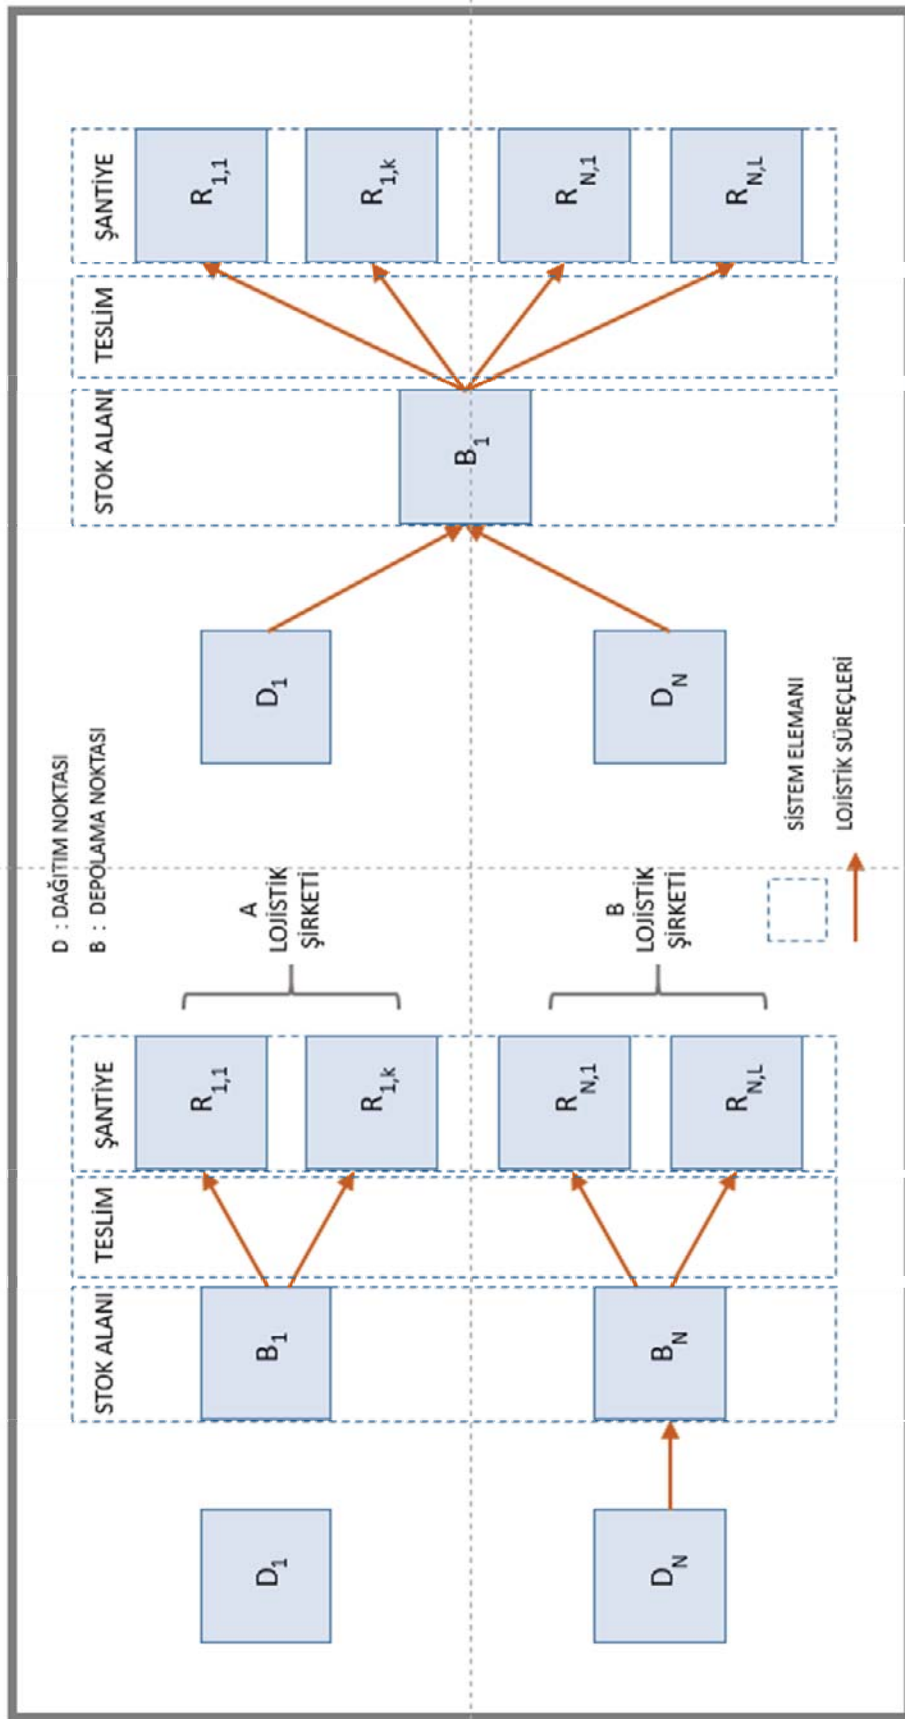 D : DAĞITIM NOKTASI
B : DEPOLAMA NOKTASI
STOK ALANI
TESLİM
ŞANTİYE
D1
B1
R1,1
R1,k
A
LOJİSTİK
ŞİRKETİ
DN
BN
RN,1
RN,L
B
LOJİSTİK
ŞİRKETİ
STOK ALANI
TESLİM
ŞANTİYE
D1
DN
B1
R1,1
R1,k
RN,1
RN,L
SİSTEM ELEMANI
LOJİSTİK SÜREÇLERİ